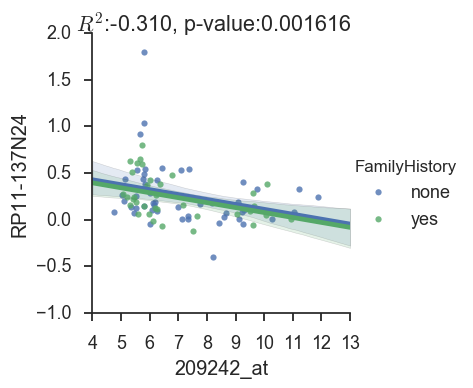 R²:-0.310, p-value:0.001616
2.0
1.5
1.0
0.5
0.0
−0.5
−1.0
RP11-137N24
4 5 6 7 8 9 10 11 12 13
209242_at
FamilyHistory
none
yes